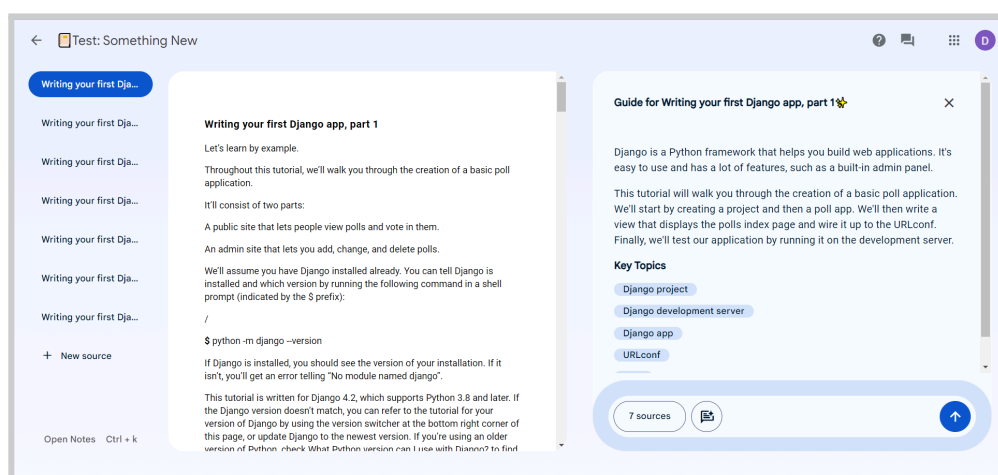 Test: Something New
D
Writing your first Dja...
Writing your first Dja...
Writing your first Dja...
Writing your first Dja...
Writing your first Dja...
Writing your first Dja...
Writing your first Dja...
+ New source
Open Notes Ctrl + k
Writing your first Django app, part 1
Let's learn by example.
Throughout this tutorial, we'll walk you through the creation of a basic poll
application.
It'll consist of two parts:
A public site that lets people view polls and vote in them.
An admin site that lets you add, change, and delete polls.
We'll assume you have Django installed already. You can tell Django is
installed and which version by running the following command in a shell
prompt (indicated by the $ prefix):
/
$ python -m django --version
If Django is installed, you should see the version of your installation. If it
isn't, you'll get an error telling “No module named django”.
This tutorial is written for Django 4.2, which supports Python 3.8 and later. If
the Django version doesn't match, you can refer to the tutorial for your
version of Django by using the version switcher at the bottom right corner of
this page, or update Django to the newest version. If you're using an older
version of Python, check What Python version can I use with Django? to find
Guide for Writing your first Django app, part 1
Django is a Python framework that helps you build web applications. It's
easy to use and has a lot of features, such as a built-in admin panel.
This tutorial will walk you through the creation of a basic poll application.
We'll start by creating a project and then a poll app. We'll then write a
view that displays the polls index page and wire it up to the URLconf.
Finally, we'll test our application by running it on the development server.
Key Topics
Django project
Django development server
Django app
URLconf
7 sources